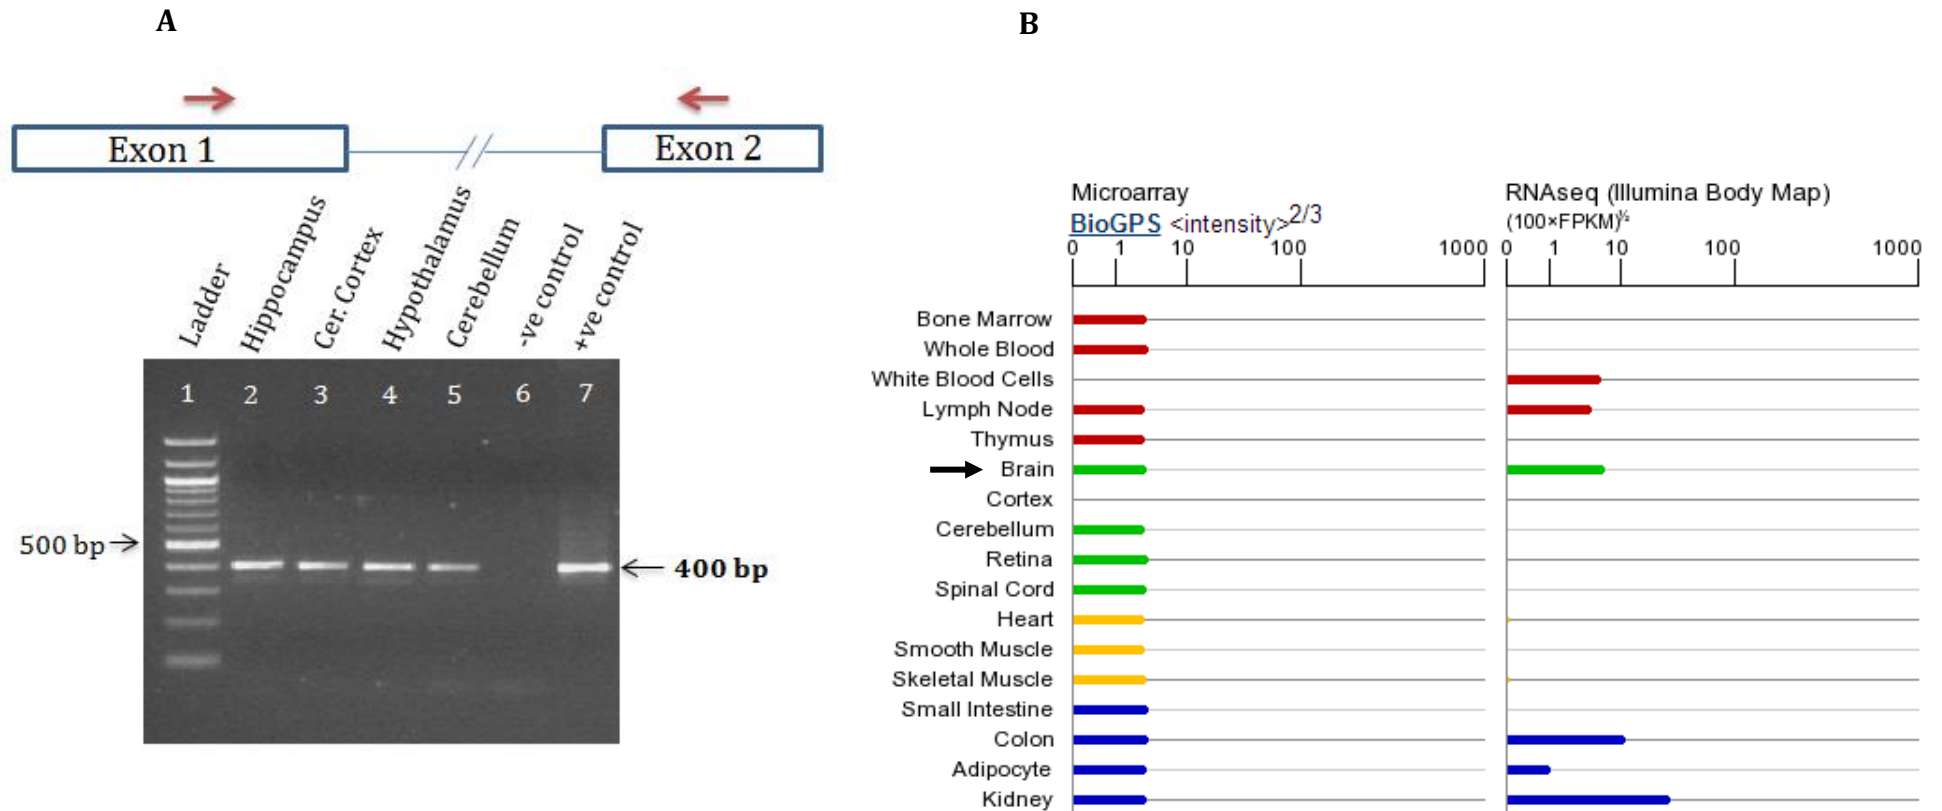 A
Exon 1
Exon 2
Ladder
Hippocampus
Cer. Cortex
Hypothalamus
Cerebellum
-ve control
+ve control
1 2 3 4 5 6 7
500 bp
400 bp
B
Microarray
BioGPS <intensity>2/3
0 1 10 100 1000
RNAseq (Illumina Body Map)
(100×FPKM)½
0 1 10 100 1000
Bone Marrow
Whole Blood
White Blood Cells
Lymph Node
Thymus
Brain
Cortex
Cerebellum
Retina
Spinal Cord
Heart
Smooth Muscle
Skeletal Muscle
Small Intestine
Colon
Adipocyte
Kidney